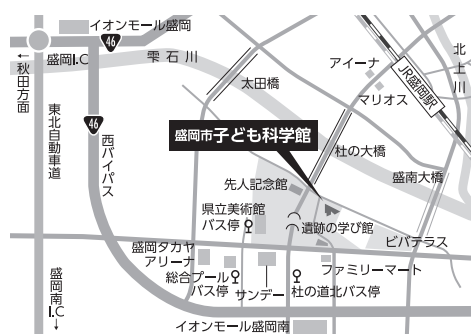 イオンモール盛岡
46
盛岡I.C
雫石川
北上川
アイーナ
JR盛岡駅
←秋田方面
太田橋
マリオス
46
東北自動車道
西バイパス
盛岡市子ども科学館
杜の大橋
盛南大橋
先人記念館
県立美術館
バス停
遺跡の学び館
ビバテラス
盛岡タカヤ
アリーナ
総合プール
バス停
サンデー
ファミリーマート
杜の道北バス停
盛岡南I.C↓
イオンモール盛岡南